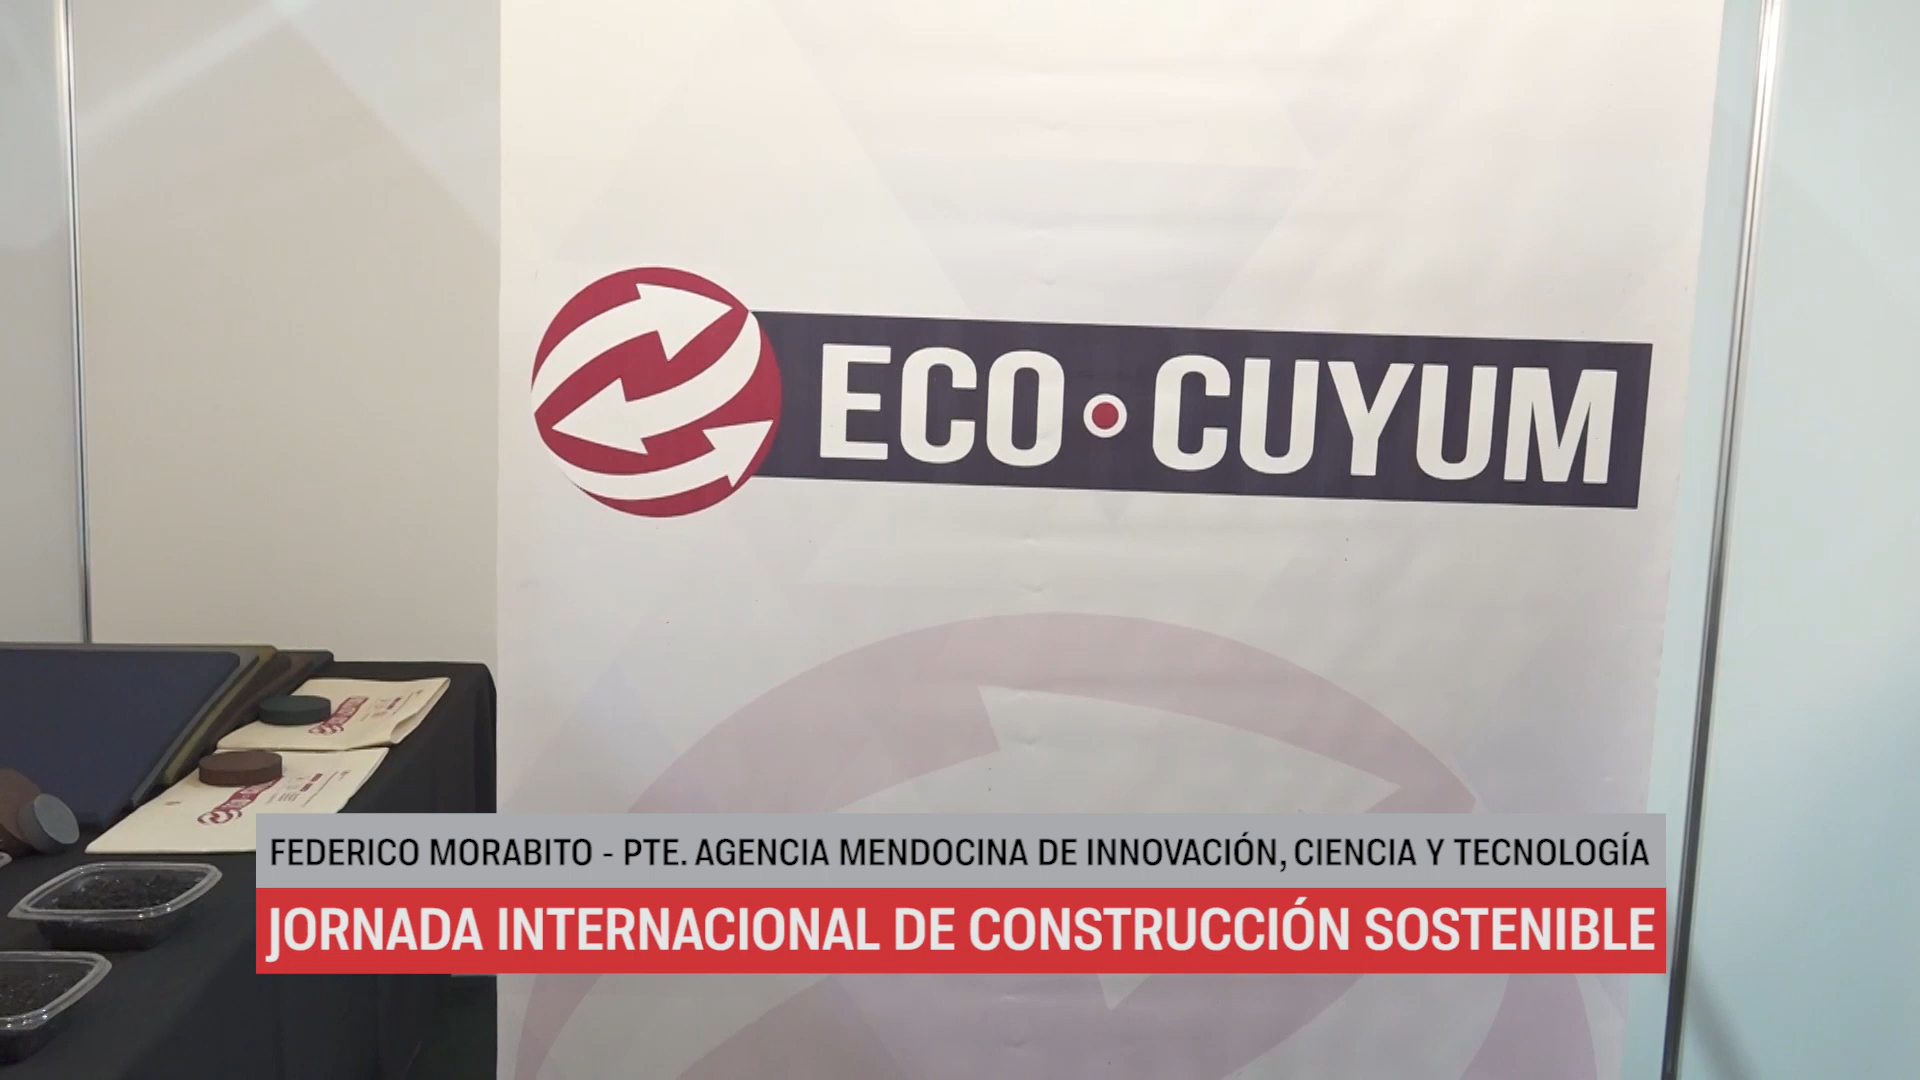 ECO CUYUM
FEDERICO MORABITO - PTE. AGENCIA MENDOCINA DE INNOVACIÓN, CIENCIA Y TECNOLOGÍA
JORNADA INTERNACIONAL DE CONSTRUCCIÓN SOSTENIBLE